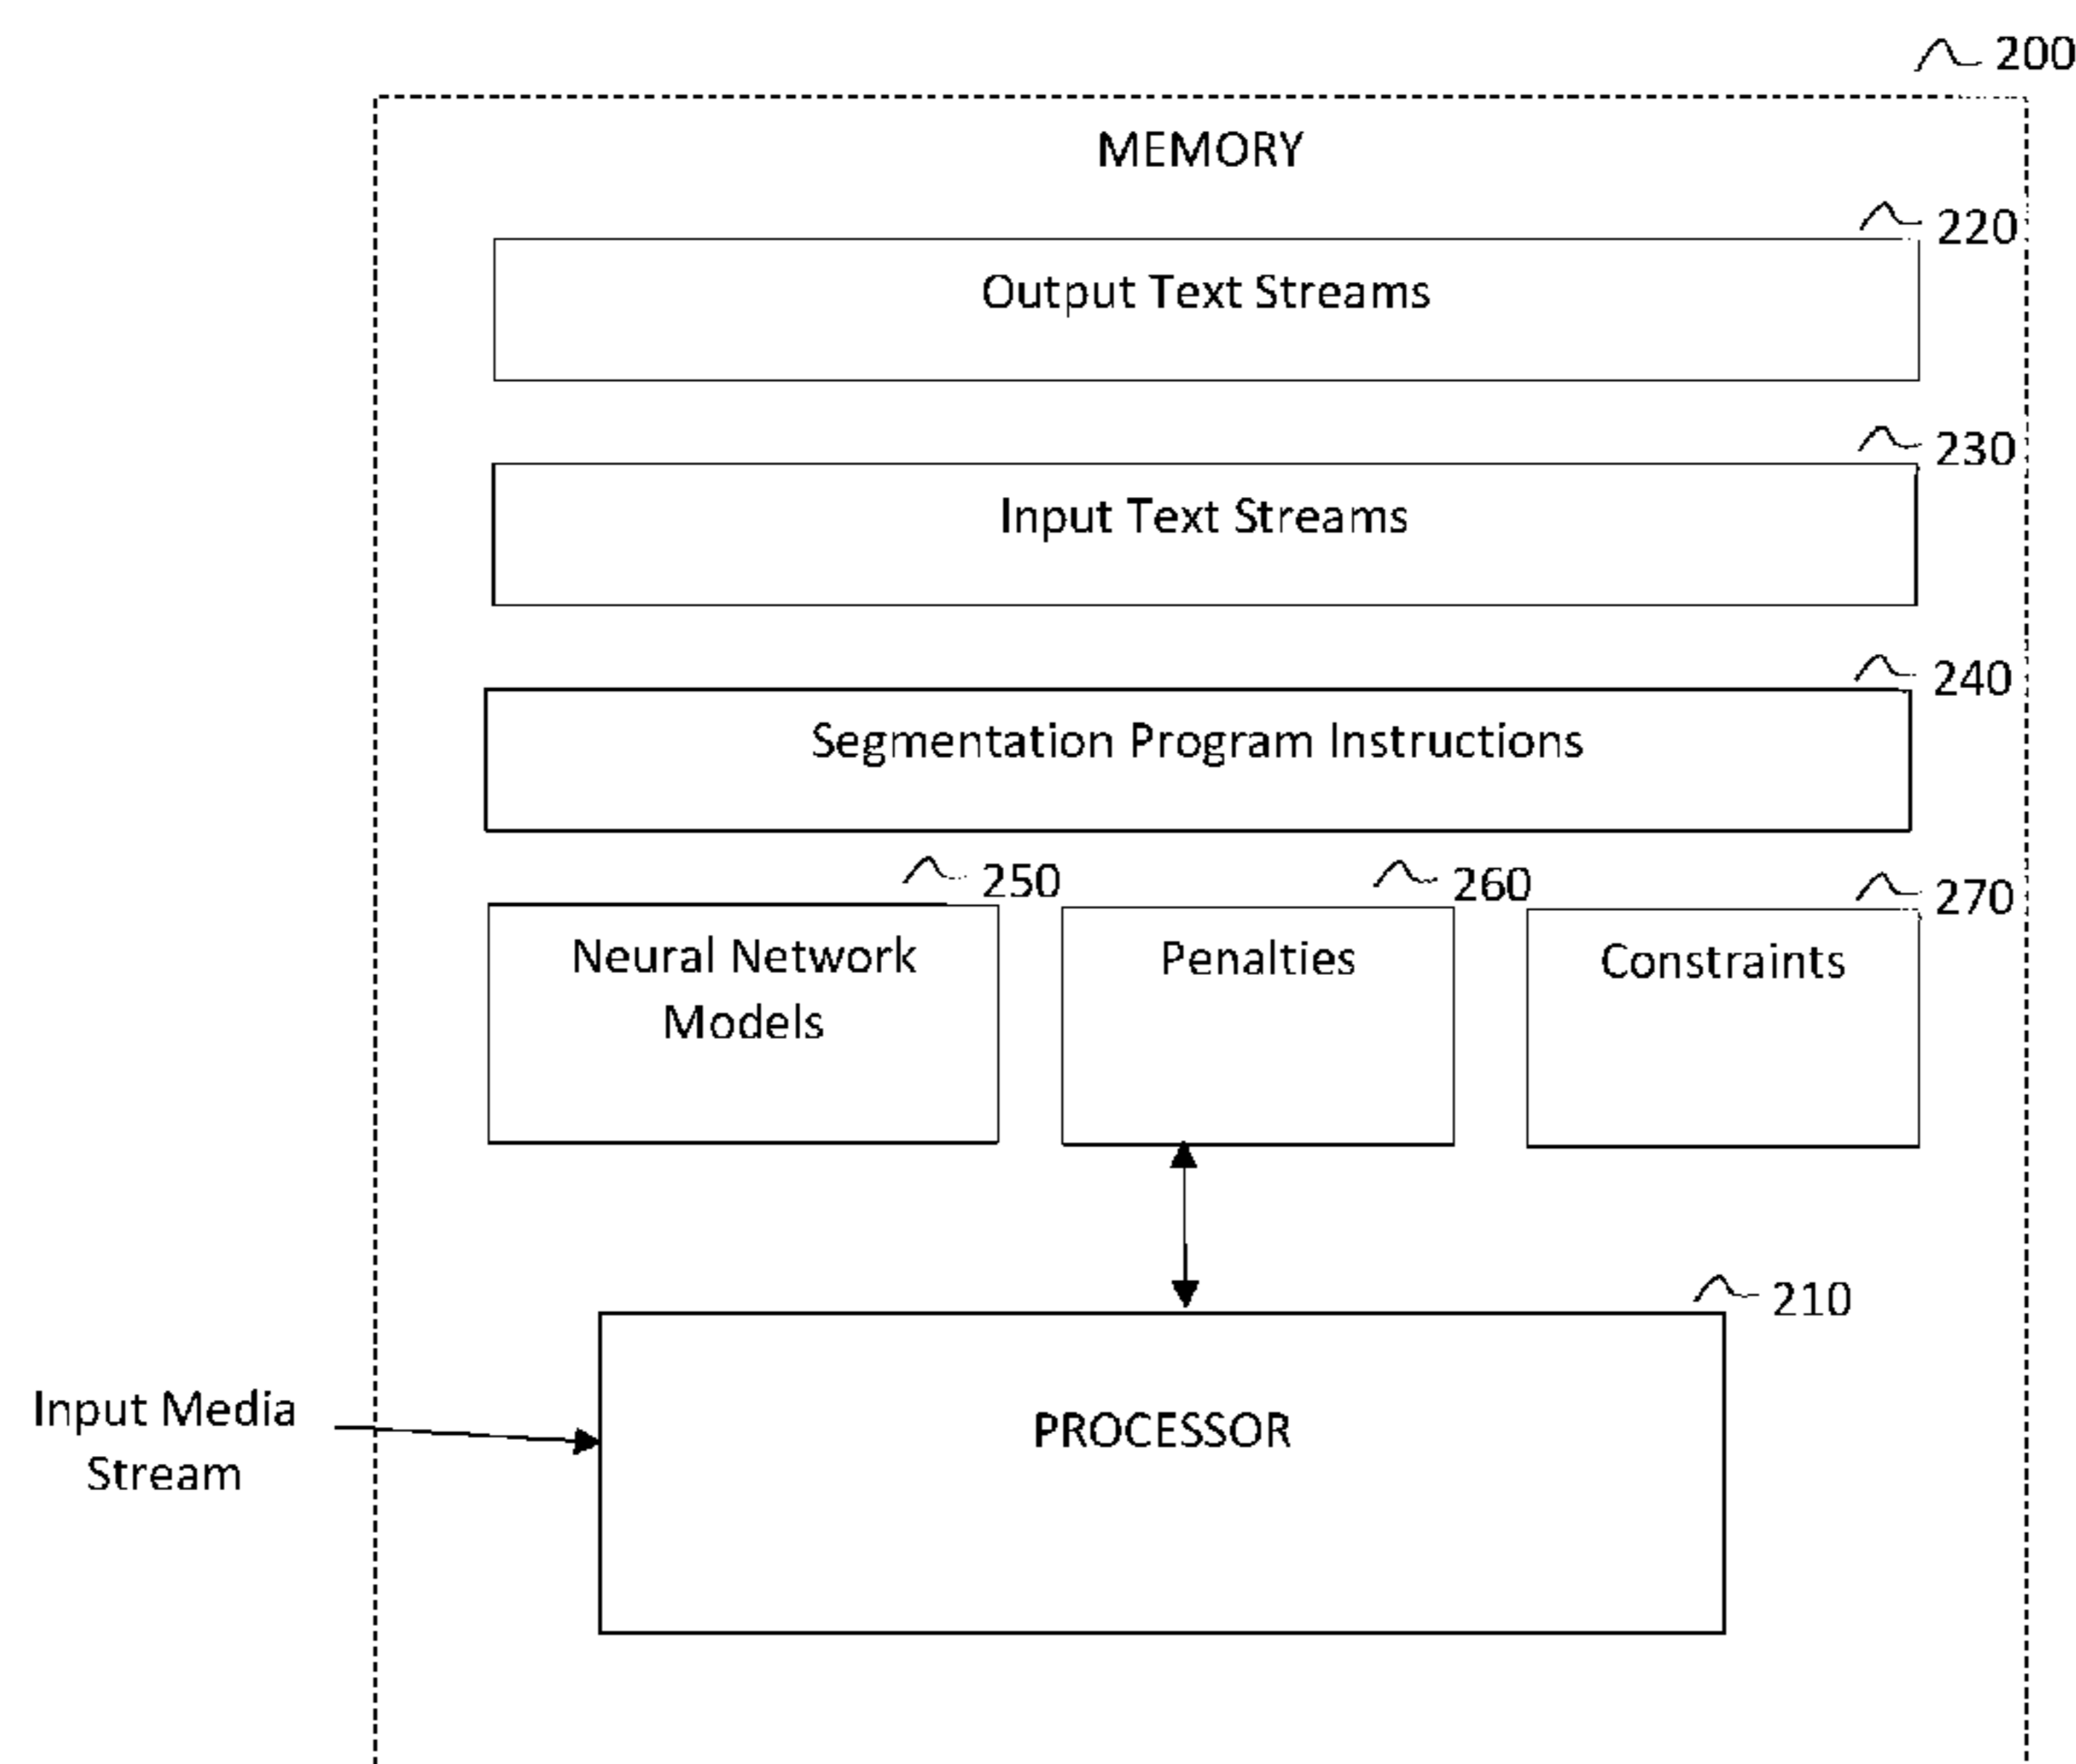 200
MEMORY
220
Output Text Streams
230
Input Text Streams
240
Segmentation Program Instructions
250
260
270
Neural Network
Models
Penalties
Constraints
210
Input Media
Stream
PROCESSOR